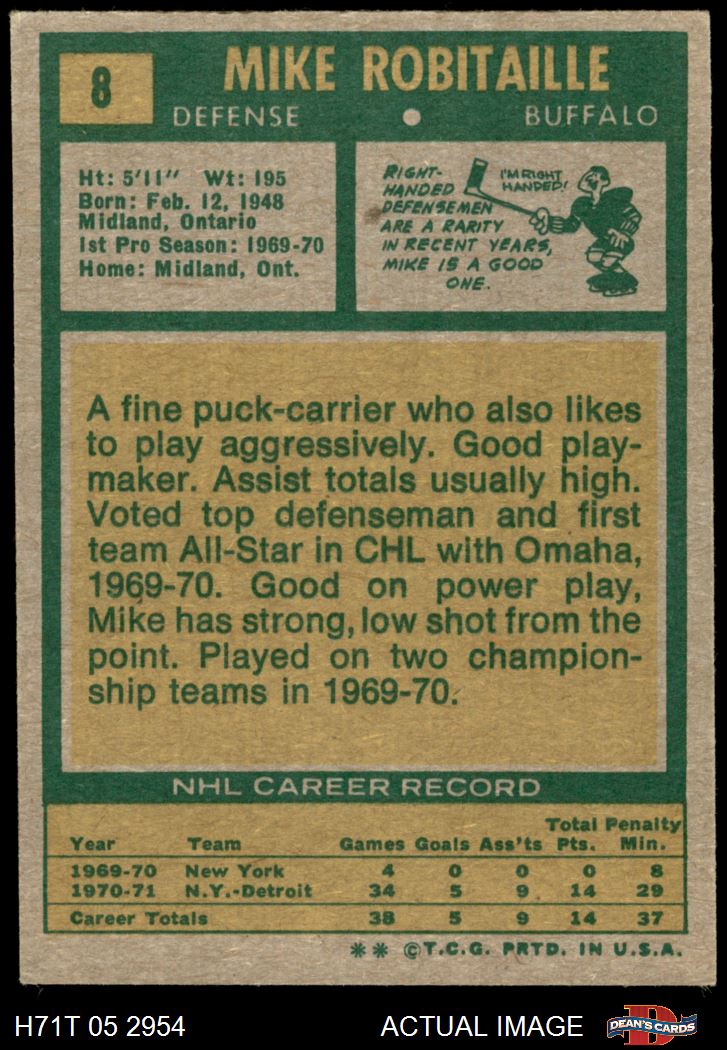 8
MIKE ROBITAILLE
DEFENSE
BUFFALO
Ht: 5'11" Wt: 195
Born: Feb. 12, 1948
Midland, Ontario
1st Pro Season: 1969-70
Home: Midland, Ont.
RIGHT-
HANDED
DEFENSEMEN
ARE A RARITY
IN RECENT YEARS,
MIKE IS A GOOD
ONE.
I'M RIGHT
HANDED!
A fine puck-carrier who also likes
to play aggressively. Good play-
maker. Assist totals usually high.
Voted top defenseman and first
team All-Star in CHL with Omaha,
1969-70. Good on power play,
Mike has strong, low shot from the
point. Played on two champion-
ship teams in 1969-70.
NHL CAREER RECORD
Total Penalty
Year Team Games Goals Ass'ts Pts. Min.
1969-70 New York 4 0 0 0 8
1970-71 N.Y.-Detroit 34 5 9 14 29
Career Totals 38 5 9 14 37
** ©T.C.G. PRTD. IN U.S.A.
H71T 05 2954
ACTUAL IMAGE
D
DEAN'S CARDS